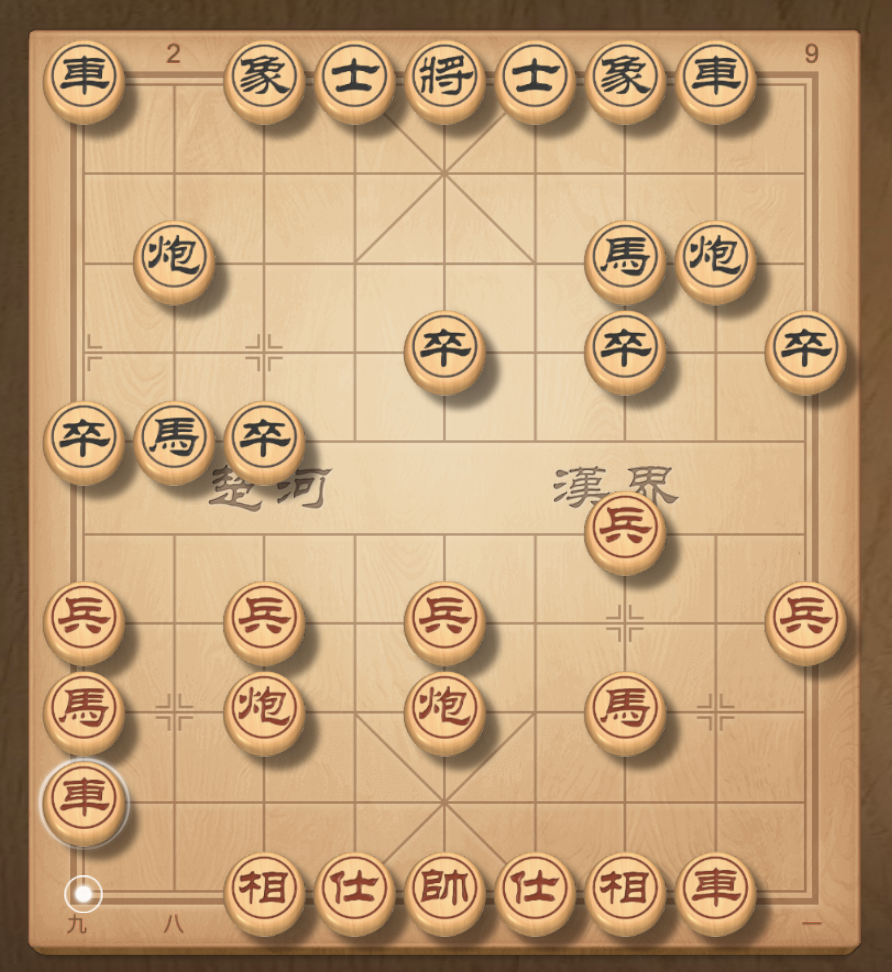 2 9
車 象 士 將 士 象 車
炮 馬 炮
卒 卒 卒
卒 馬 卒
楚 河 漢 界
兵
兵 兵 兵 兵
馬 炮 炮 馬
車
相 仕 帥 仕 相 車
九 八 一